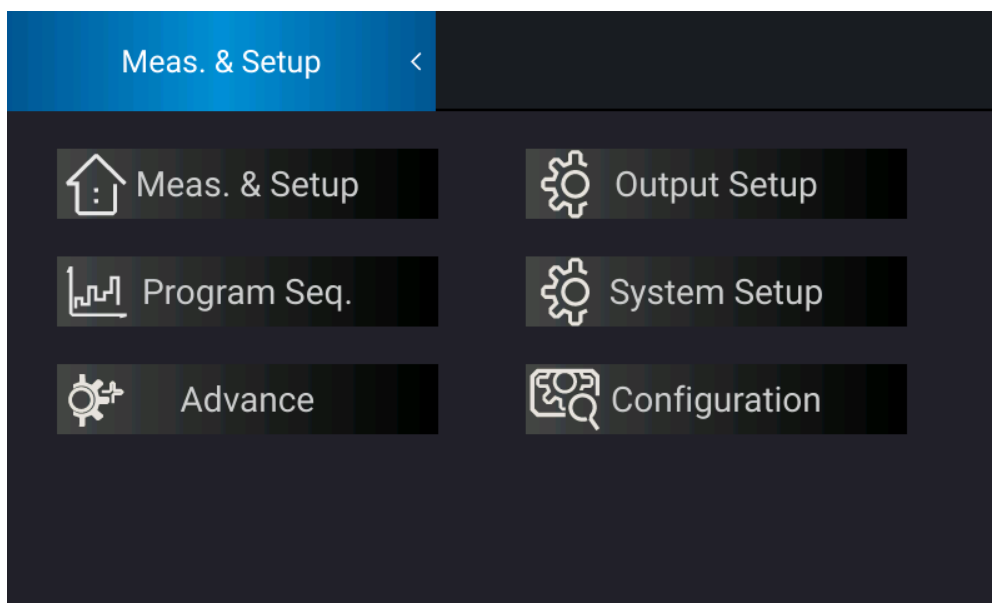 Meas. & Setup <
Meas. & Setup
Output Setup
Program Seq.
System Setup
Advance
Configuration